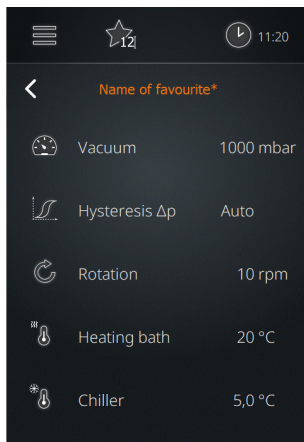 12
11:20
Name of favourite*
Vacuum 1000 mbar
Hysteresis Δp Auto
Rotation 10 rpm
Heating bath 20 °C
Chiller 5,0 °C